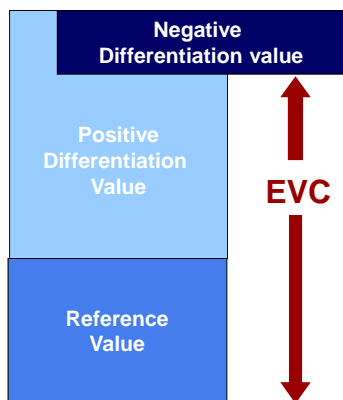 Negative
Differentiation value
Positive
Differentiation
Value
EVC
Reference
Value